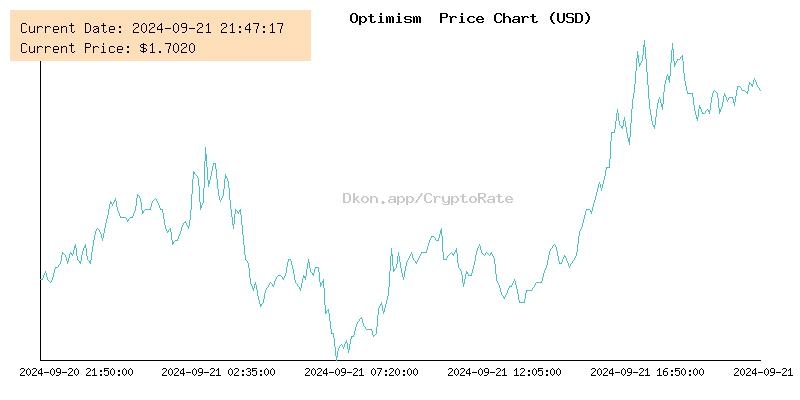 Optimism  Price Chart (USD)
Current Date: 2024-09-21 21:47:17
Current Price: $1.7020
Dkon.app/CryptoRate
2024-09-20 21:50:00 2024-09-21 02:35:00 2024-09-21 07:20:00 2024-09-21 12:05:00 2024-09-21 16:50:00 2024-09-21